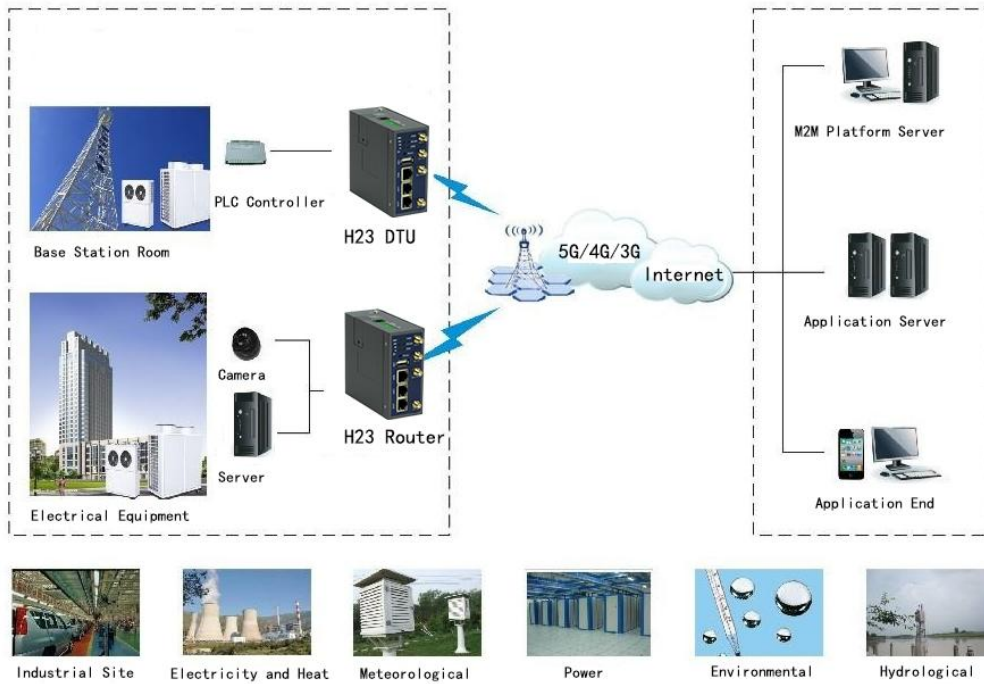 PLC Controller
Base Station Room
H23 DTU
5G/4G/3G
Internet
M2M Platform Server
Application Server
Camera
H23 Router
Server
Electrical Equipment
Application End
Industrial Site
Electricity and Heat
Meteorological
Power
Environmental
Hydrological